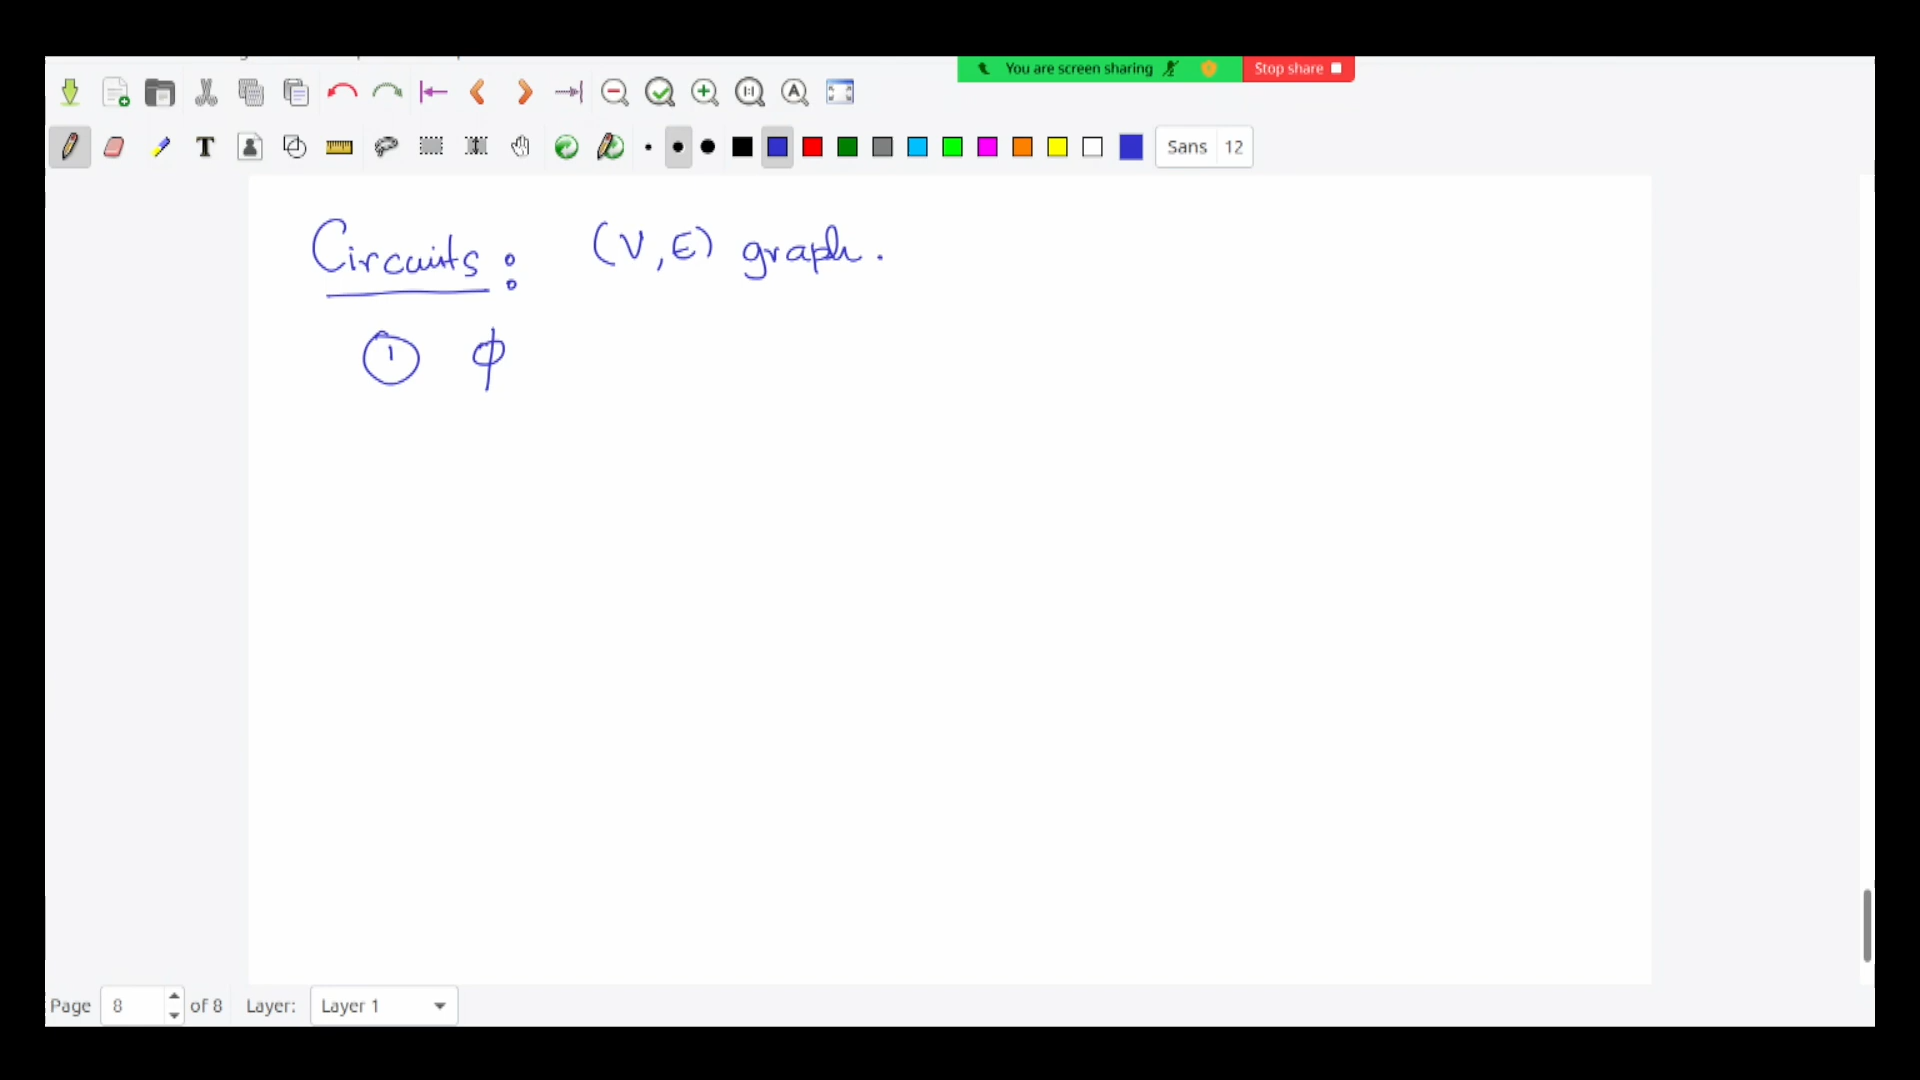 You are screen sharing Stop share
Sans 12
Circuits: (V, E) graph.
① ϕ
Page 8 of 8 Layer: Layer 1